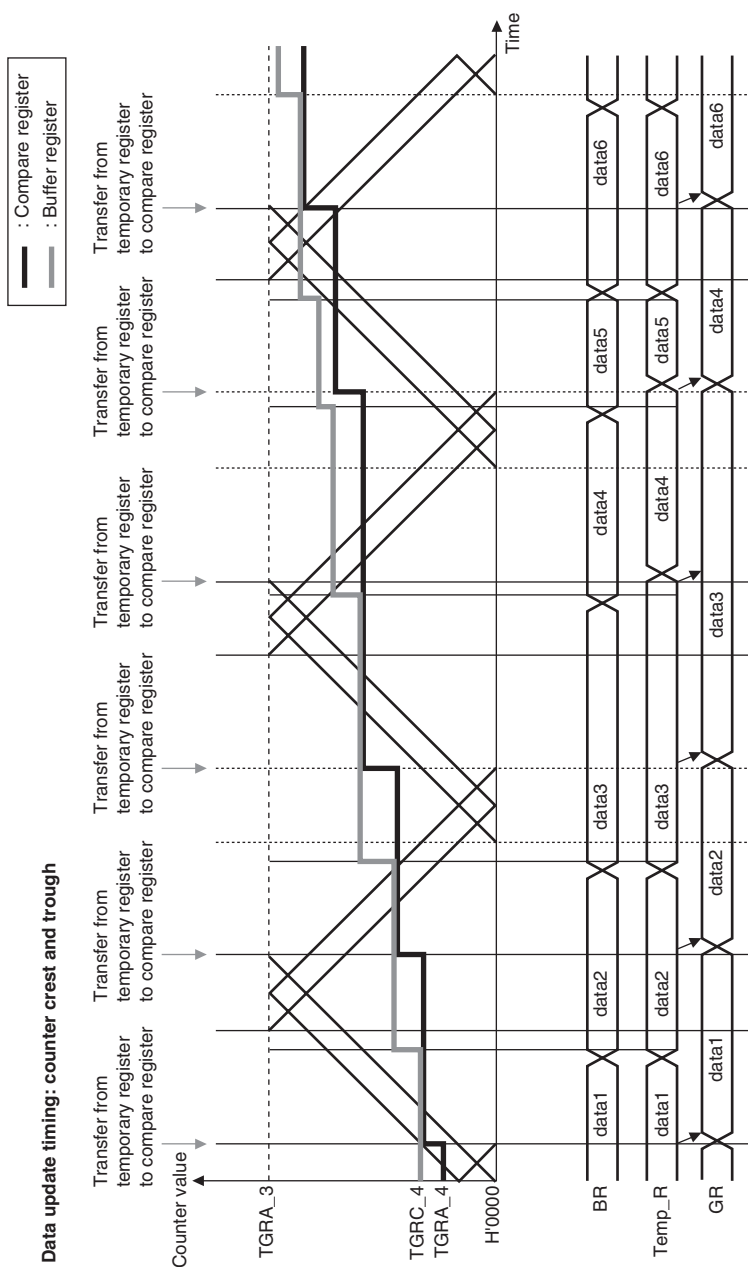 Data update timing: counter crest and trough
: Compare register
: Buffer register
Transfer from
temporary register
to compare register
Transfer from
temporary register
to compare register
Transfer from
temporary register
to compare register
Transfer from
temporary register
to compare register
Transfer from
temporary register
to compare register
Transfer from
temporary register
to compare register
Counter value
TGRA_3
TGRC_4
TGRA_4
H'0000
Time
BR
data1
data2
data3
data4
data5
data6
Temp_R
data1
data2
data3
data4
data5
data6
GR
data1
data2
data3
data4
data6